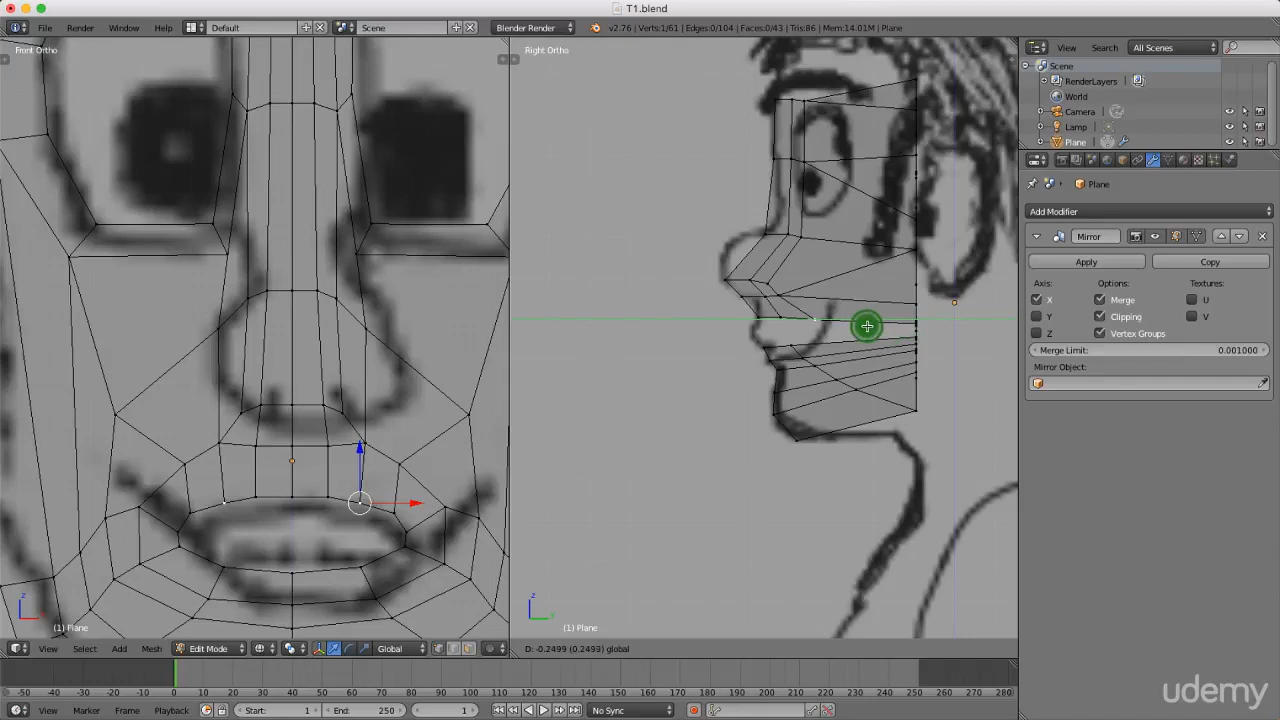 T1.blend
File Render Window Help Default Scene Blender Render v2.76 | Verts:1/61 | Edges:0/104 | Faces:0/43 | Tris:86 | Mem:14.01M | Plane
Front Ortho
Right Ortho
View Search All Scenes
Scene
RenderLayers
World
Camera
Lamp
Plane
Plane
Add Modifier
Mirror
Apply Copy
Axis: Options: Textures:
X Merge U
Y Clipping V
Z Vertex Groups
Merge Limit: 0.001000
Mirror Object:
z
z
y
(1) Plane
(1) Plane
View Select Add Mesh Edit Mode Global D: -0.2499 (0.2493) global
-50 -40 -30 -20 -10 0 10 20 30 40 50 60 70 80 90 100 110 120 130 140 150 160 170 180 190 200 210 220 230 240 250 260 270 280
View Marker Frame Playback Start: 1 End: 250 1 No Sync
udemy